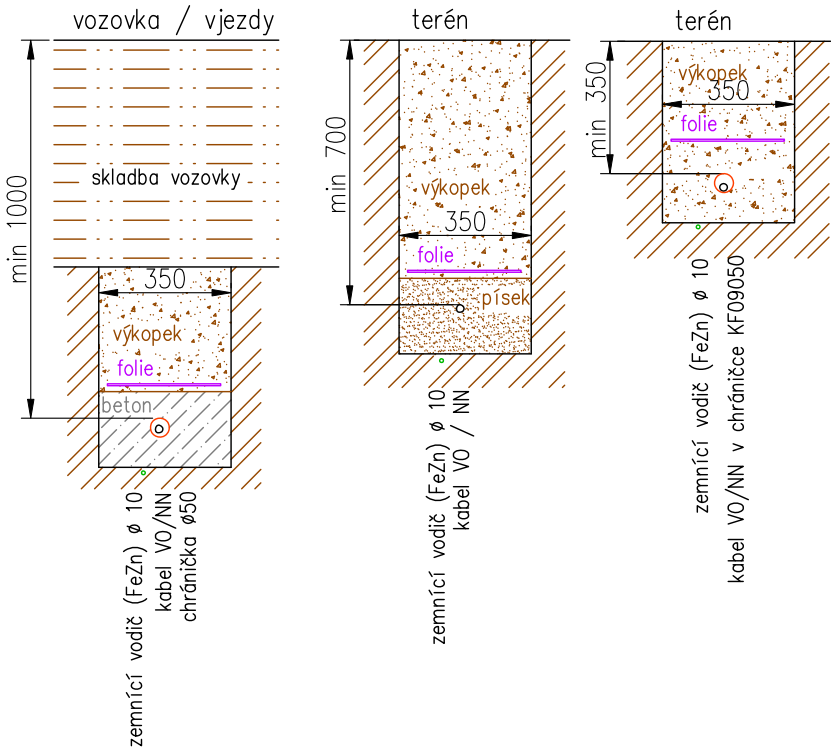 vozovka / vjezdy
min 1000
skladba vozovky
350
výkopek
folie
beton
zemnící vodič (FeZn) ø 10
kabel VO/NN
chránička ø50
terén
min 700
výkopek
350
folie
písek
zemnící vodič (FeZn) ø 10
kabel VO / NN
terén
min 350
výkopek
350
folie
zemnící vodič (FeZn) ø 10
kabel VO/NN v chráničce KF09050